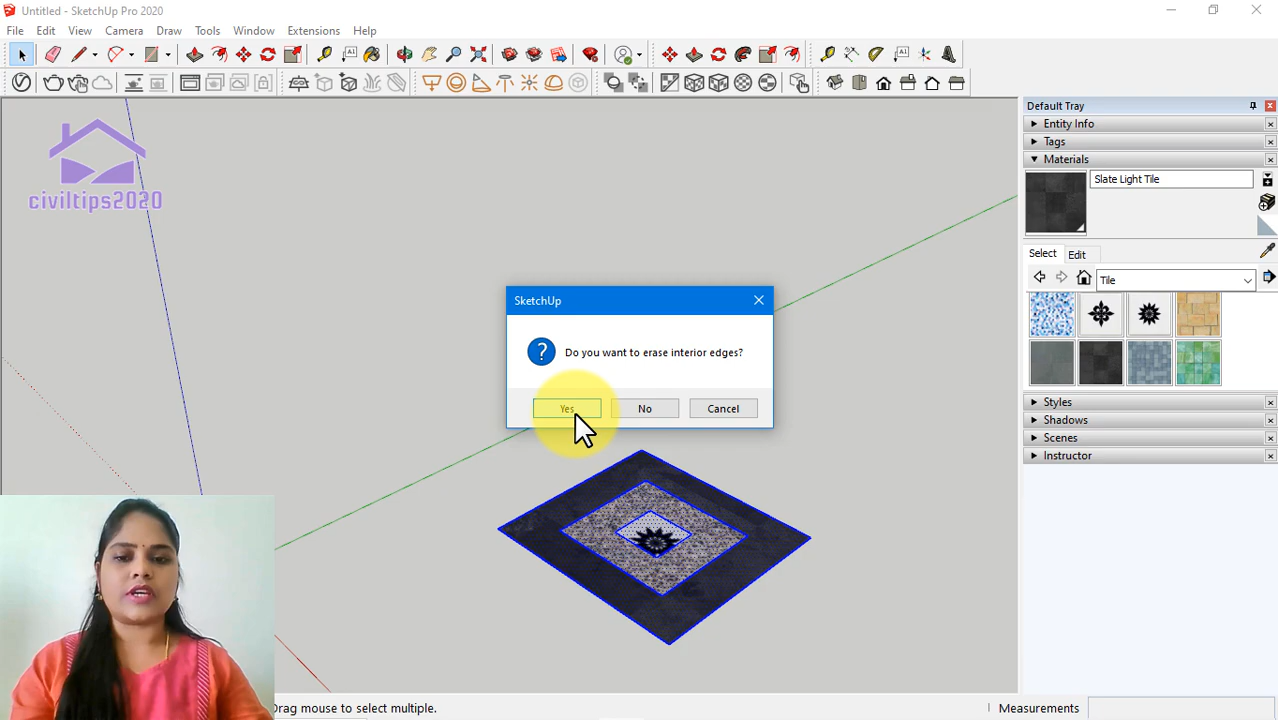 Untitled - SketchUp Pro 2020
File Edit View Camera Draw Tools Window Extensions Help
civiltips2020
Default Tray
Entity Info
Tags
Materials
Slate Light Tile
Select Edit
Tile
Styles
Shadows
Scenes
Instructor
SketchUp
Do you want to erase interior edges?
Yes No Cancel
Drag mouse to select multiple.
Measurements